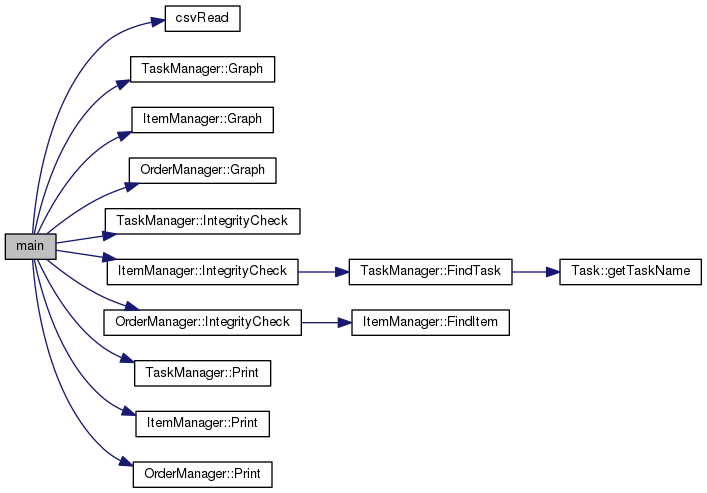 csvRead
TaskManager::Graph
ItemManager::Graph
OrderManager::Graph
TaskManager::IntegrityCheck
main
ItemManager::IntegrityCheck
TaskManager::FindTask
Task::getTaskName
OrderManager::IntegrityCheck
ItemManager::FindItem
TaskManager::Print
ItemManager::Print
OrderManager::Print